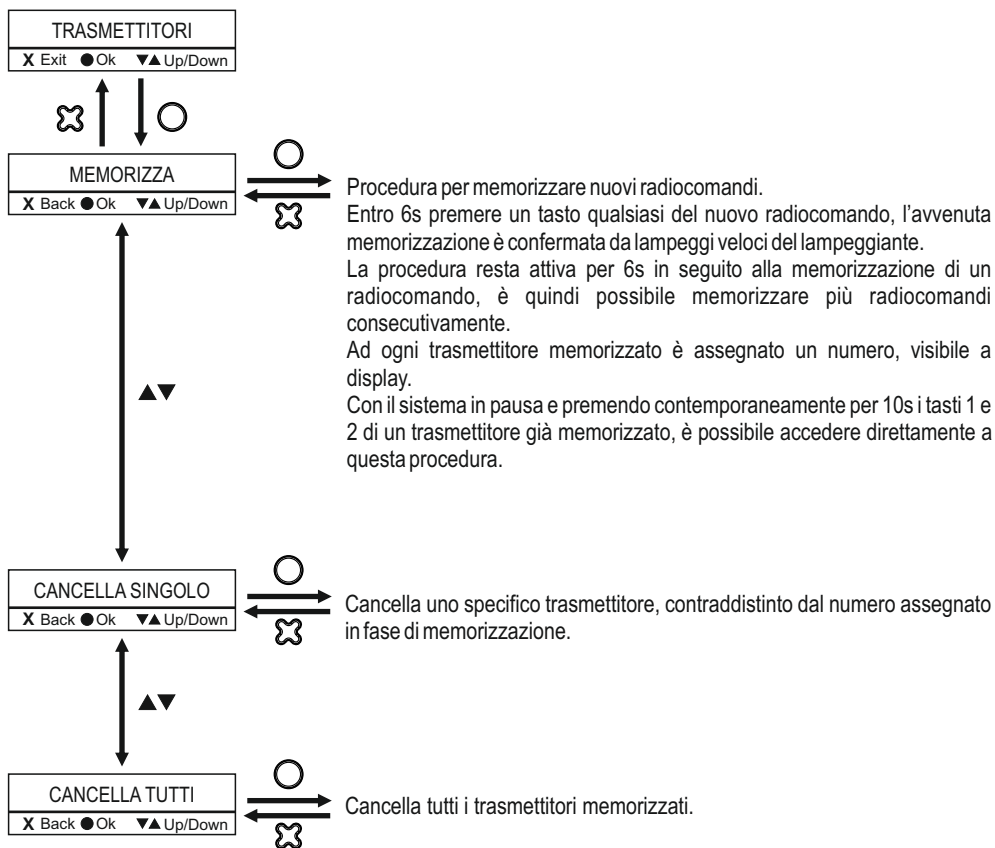 TRASMETTITORI
X Exit ●Ok ▼▲Up/Down
MEMORIZZA
X Back ●Ok ▼▲Up/Down
Procedura per memorizzare nuovi radiocomandi.
Entro 6s premere un tasto qualsiasi del nuovo radiocomando, l’avvenuta
memorizzazione è confermata da lampeggi veloci del lampeggiante.
La procedura resta attiva per 6s in seguito alla memorizzazione di un
radiocomando, è quindi possibile memorizzare più radiocomandi
consecutivamente.
Ad ogni trasmettitore memorizzato è assegnato un numero, visibile a
display.
Con il sistema in pausa e premendo contemporaneamente per 10s i tasti 1 e
2 di un trasmettitore già memorizzato, è possibile accedere direttamente a
questa procedura.
▲▼
CANCELLA SINGOLO
X Back ●Ok ▼▲Up/Down
Cancella uno specifico trasmettitore, contraddistinto dal numero assegnato
in fase di memorizzazione.
▲▼
CANCELLA TUTTI
X Back ●Ok ▼▲Up/Down
Cancella tutti i trasmettitori memorizzati.